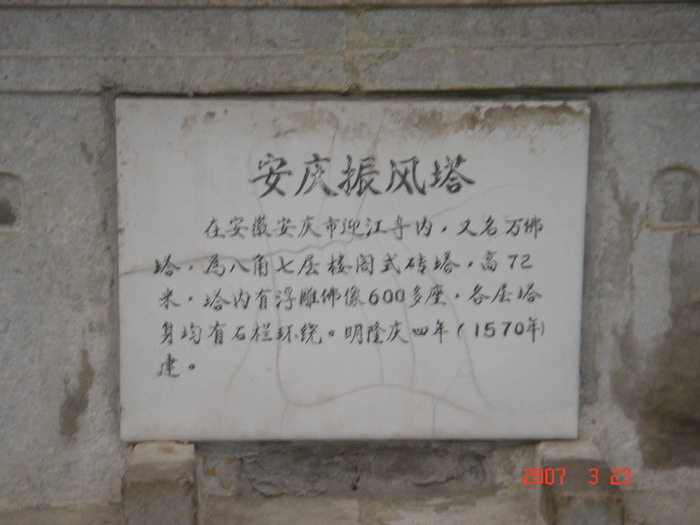 安庆振风塔
在安徽安庆市迎江寺内，又名万佛
塔，为八角七层楼阁式砖塔，高72
米，塔内有浮雕佛像600多座，各层塔
身均有石栏环绕。明隆庆四年(1570年)
建。
2007 3 23